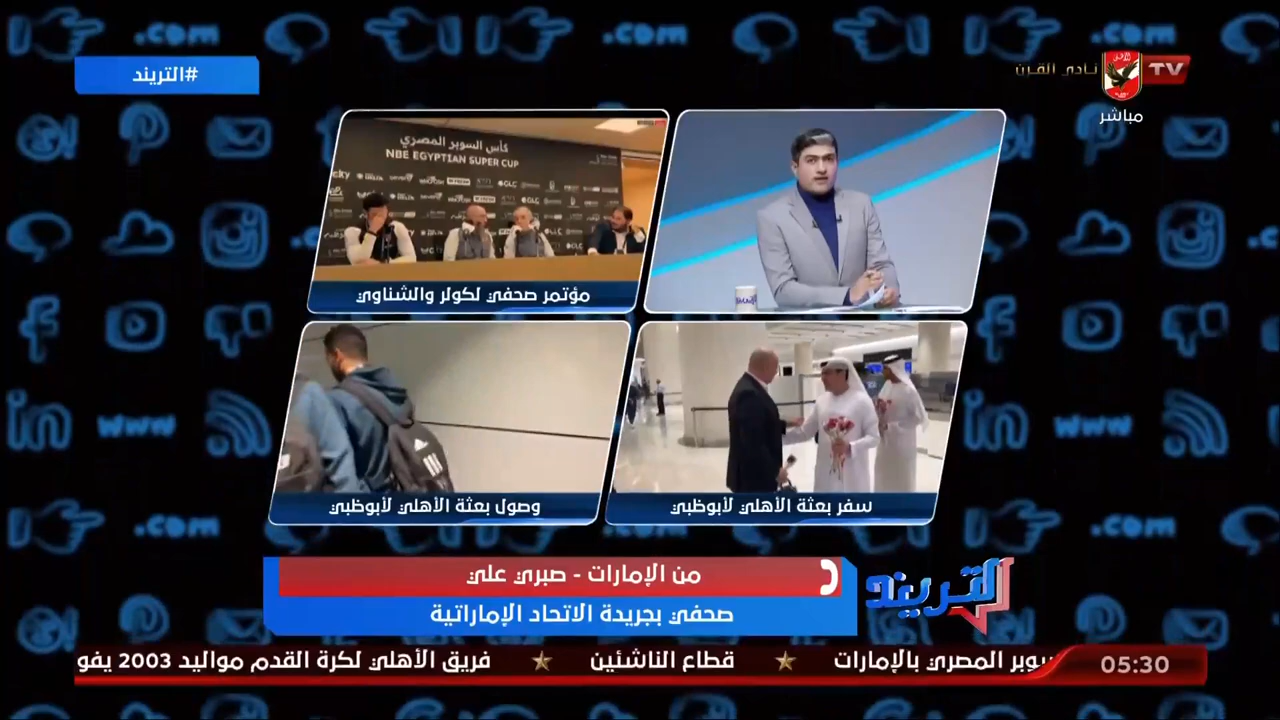 #التريند
نادي القرن
TV
مباشر
كأس السوبر المصري
NBE EGYPTIAN SUPER CUP
مؤتمر صحفي لكولر والشناوي
وصول بعثة الأهلي لأبوظبي
سفر بعثة الأهلي لأبوظبي
من الإمارات - صبري علي
صحفي بجريدة الاتحاد الإماراتية
التريند
سوبر المصري بالإمارات ★ قطاع الناشئين ★ فريق الأهلي لكرة القدم مواليد 2003 يفو
05:30
.com
www